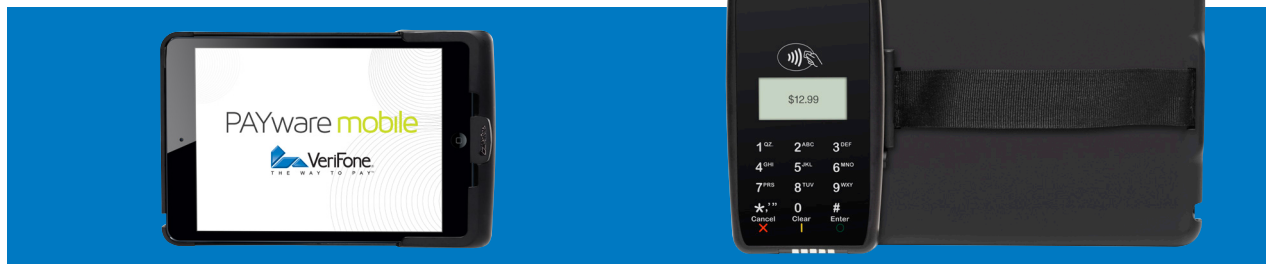 PAYware mobile
VeriFone
THE WAY TO PAY™
$12.99
1 QZ. 2 ABC 3 DEF
4 GHI 5 JKL 6 MNO
7 PRS 8 TUV 9 WXY
*,'" 0 #
Cancel Clear Enter